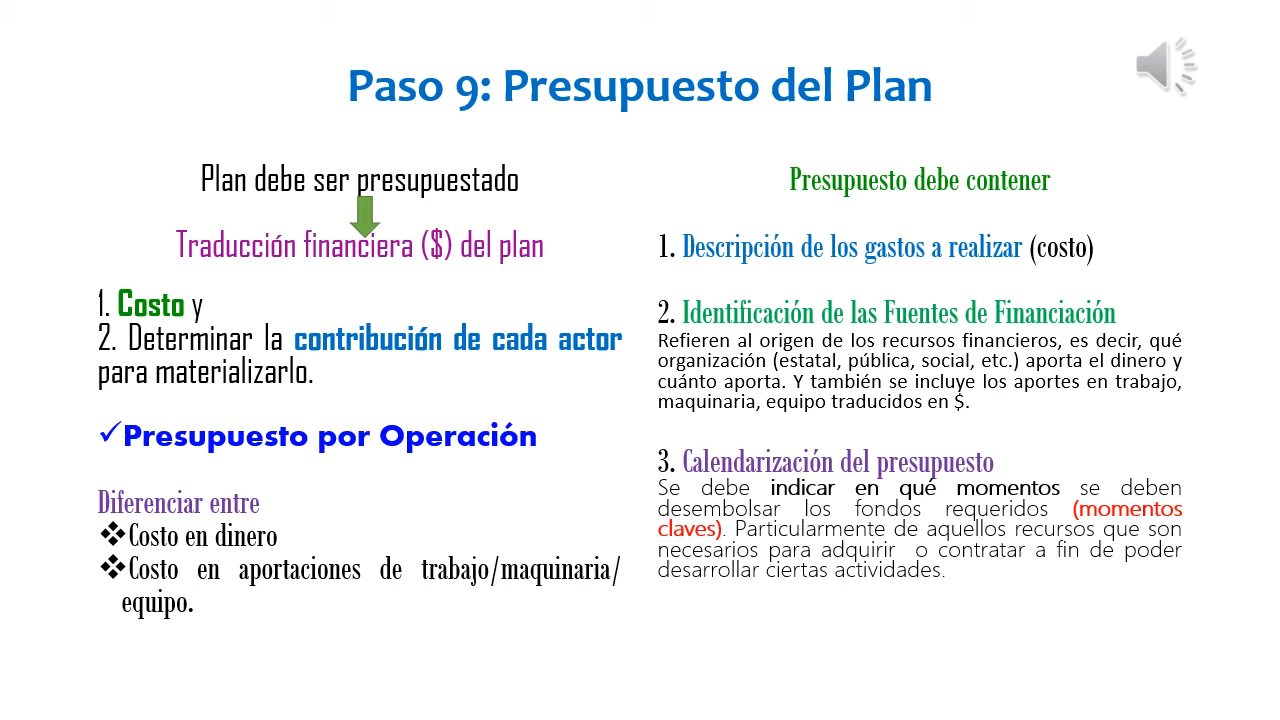 Paso 9: Presupuesto del Plan
Plan debe ser presupuestado
Traducción financiera ($) del plan
1. Costo y
2. Determinar la contribución de cada actor
para materializarlo.
✓Presupuesto por Operación
Diferenciar entre
❖Costo en dinero
❖Costo en aportaciones de trabajo/maquinaria/
equipo.
Presupuesto debe contener
1. Descripción de los gastos a realizar (costo)
2. Identificación de las Fuentes de Financiación
Refieren al origen de los recursos financieros, es decir, qué
organización (estatal, pública, social, etc.) aporta el dinero y
cuánto aporta. Y también se incluye los aportes en trabajo,
maquinaria, equipo traducidos en $.
3. Calendarización del presupuesto
Se debe indicar en qué momentos se deben
desembolsar los fondos requeridos (momentos
claves). Particularmente de aquellos recursos que son
necesarios para adquirir o contratar a fin de poder
desarrollar ciertas actividades.